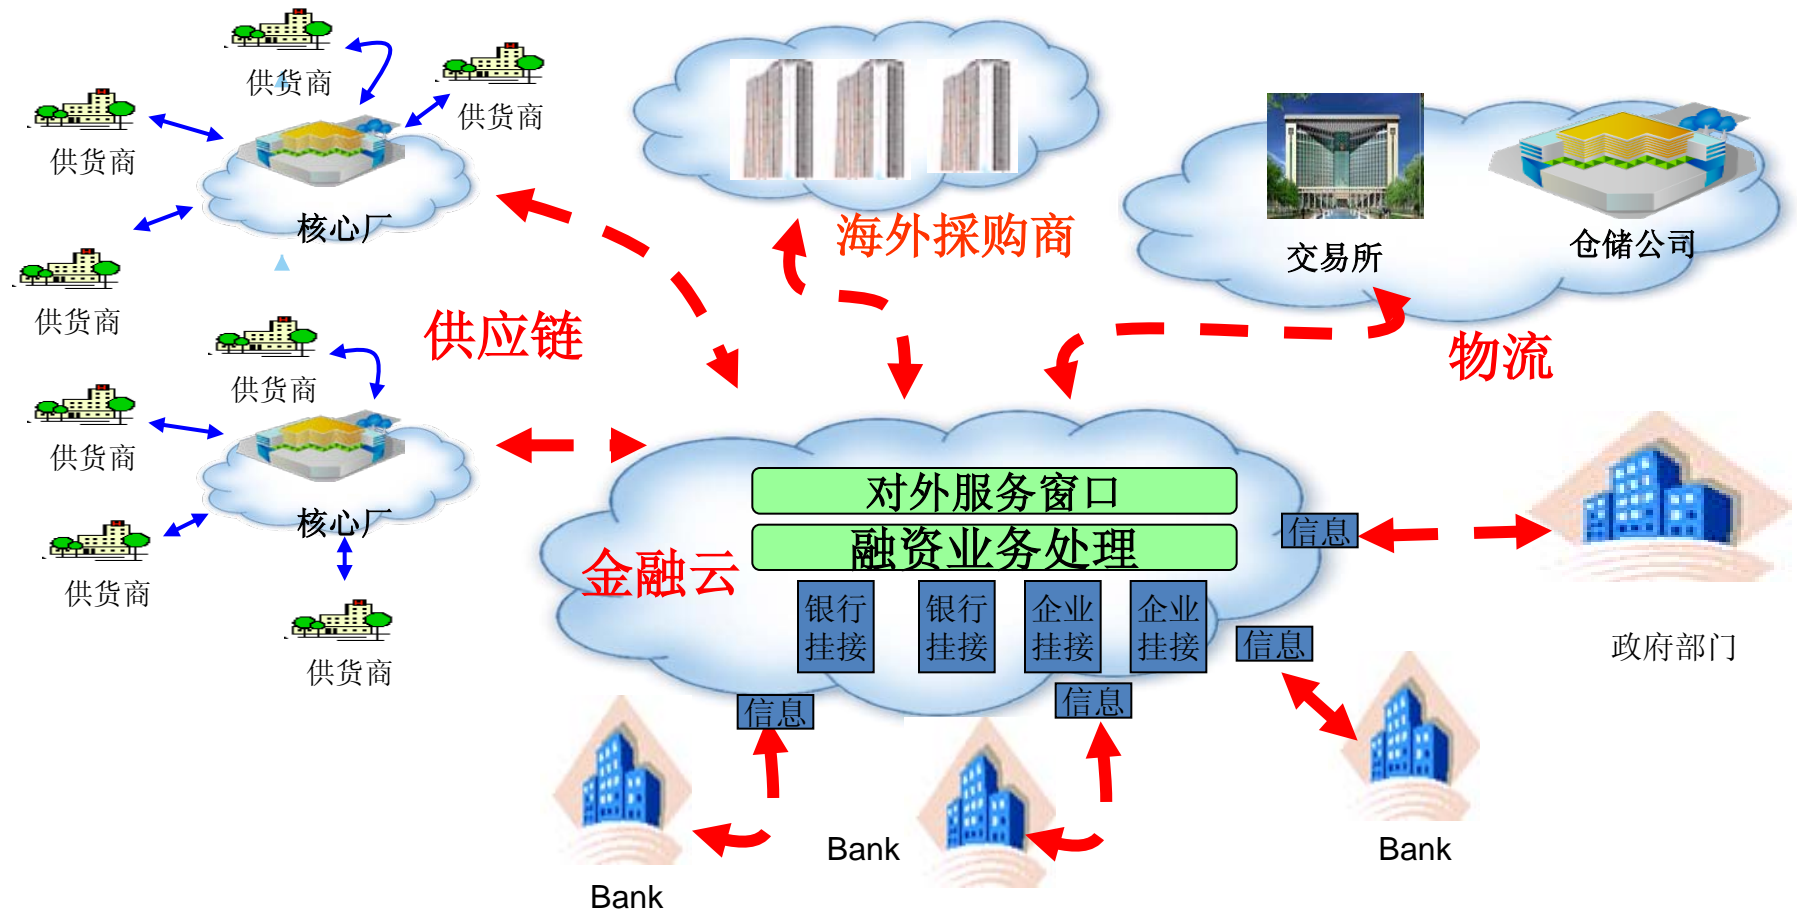 供货商
供货商
供货商
核心厂
供货商
供货商
供货商
核心厂
供货商
供货商
供应链
海外採购商
交易所
仓储公司
物流
金融云
对外服务窗口
融资业务处理
银行
挂接
银行
挂接
企业
挂接
企业
挂接
信息
信息
信息
信息
政府部门
Bank
Bank
Bank